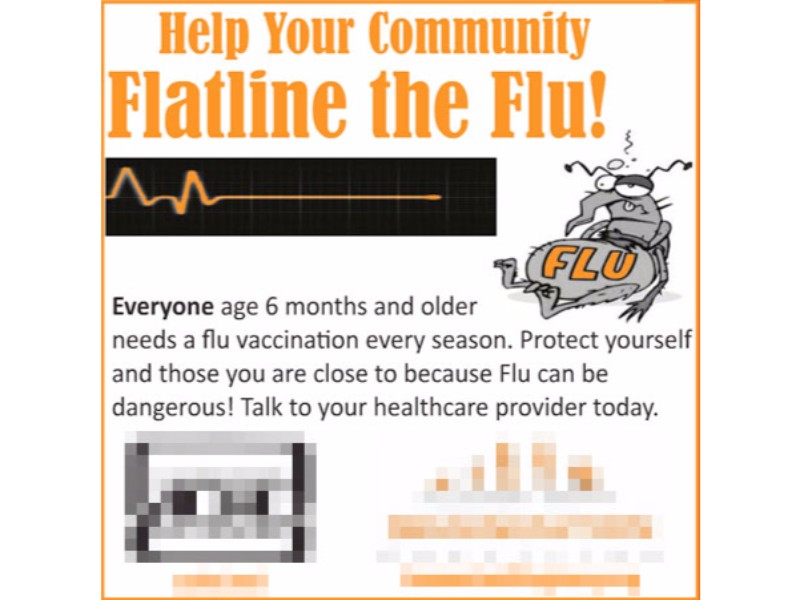 Help Your Community
Flatline the Flu!
FLU
Everyone age 6 months and older
needs a flu vaccination every season. Protect yourself
and those you are close to because Flu can be
dangerous! Talk to your healthcare provider today.